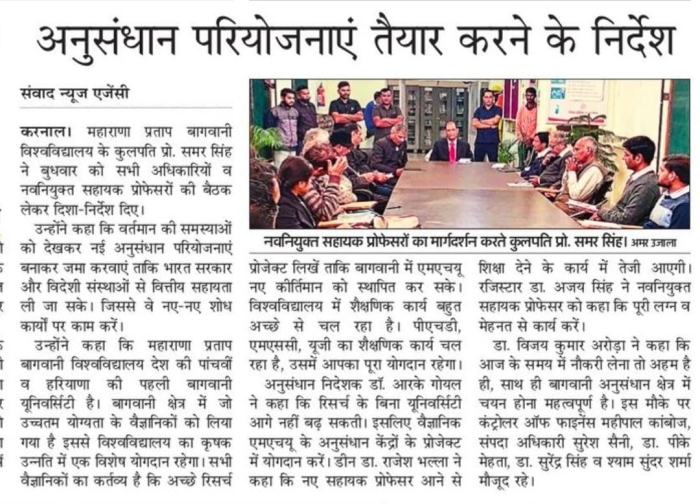 अनुसंधान परियोजनाएं तैयार करने के निर्देश
संवाद न्यूज एजेंसी
करनाल। महाराणा प्रताप बागवानी
विश्वविद्यालय के कुलपति प्रो. समर सिंह
ने बुधवार को सभी अधिकारियों व
नवनियुक्त सहायक प्रोफेसरों की बैठक
लेकर दिशा-निर्देश दिए।
उन्होंने कहा कि वर्तमान की समस्याओं
को देखकर नई अनुसंधान परियोजनाएं
बनाकर जमा करवाएं ताकि भारत सरकार
और विदेशी संस्थाओं से वित्तीय सहायता
ली जा सके। जिससे वे नए-नए शोध
कार्यों पर काम करें।
उन्होंने कहा कि महाराणा प्रताप
बागवानी विश्वविद्यालय देश की पांचवीं
व हरियाणा की पहली बागवानी
यूनिवर्सिटी है। बागवानी क्षेत्र में जो
उच्चतम योग्यता के वैज्ञानिकों को लिया
गया है इससे विश्वविद्यालय का कृषक
उन्नति में एक विशेष योगदान रहेगा। सभी
वैज्ञानिकों का कर्तव्य है कि अच्छे रिसर्च
नवनियुक्त सहायक प्रोफेसरों का मार्गदर्शन करते कुलपति प्रो. समर सिंह। अमर उजाला
प्रोजेक्ट लिखें ताकि बागवानी में एमएचयू
नए कीर्तिमान को स्थापित कर सके।
विश्वविद्यालय में शैक्षणिक कार्य बहुत
अच्छे से चल रहा है। पीएचडी,
एमएससी, यूजी का शैक्षणिक कार्य चल
रहा है, उसमें आपका पूरा योगदान रहेगा।
अनुसंधान निदेशक डॉ. आरके गोयल
ने कहा कि रिसर्च के बिना यूनिवर्सिटी
आगे नहीं बढ़ सकती। इसलिए वैज्ञानिक
एमएचयू के अनुसंधान केंद्रों के प्रोजेक्ट
में योगदान करें। डीन डा. राजेश भल्ला ने
कहा कि नए सहायक प्रोफेसर आने से
शिक्षा देने के कार्य में तेजी आएगी।
रजिस्टार डा. अजय सिंह ने नवनियुक्त
सहायक प्रोफेसर को कहा कि पूरी लग्न व
मेहनत से कार्य करें।
डा. विजय कुमार अरोड़ा ने कहा कि
आज के समय में नौकरी लेना तो अहम है
ही, साथ ही बागवानी अनुसंधान क्षेत्र में
चयन होना महत्वपूर्ण है। इस मौके पर
कंट्रोलर ऑफ फाइनेंस महीपाल कांबोज,
संपदा अधिकारी सुरेश सैनी, डा. पीके
मेहता, डा. सुरेंद्र सिंह व श्याम सुंदर शर्मा
मौजूद रहे।